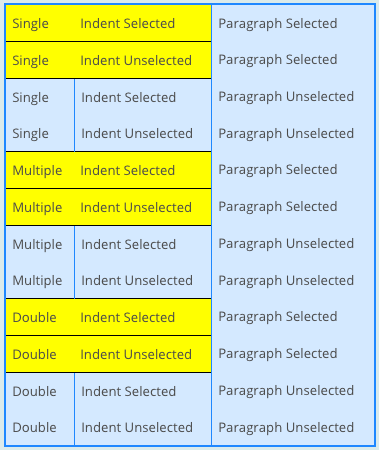 Single Indent Selected Paragraph Selected
Single Indent Unselected Paragraph Selected
Single Indent Selected Paragraph Unselected
Single Indent Unselected Paragraph Unselected
Multiple Indent Selected Paragraph Selected
Multiple Indent Unselected Paragraph Selected
Multiple Indent Selected Paragraph Unselected
Multiple Indent Unselected Paragraph Unselected
Double Indent Selected Paragraph Selected
Double Indent Unselected Paragraph Selected
Double Indent Selected Paragraph Unselected
Double Indent Unselected Paragraph Unselected